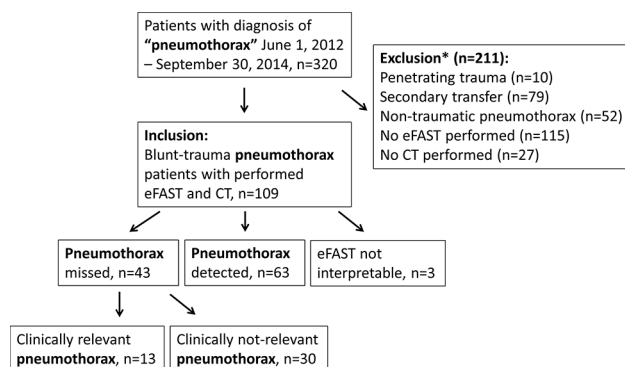 Patients with diagnosis of
“pneumothorax” June 1, 2012
– September 30, 2014, n=320
Exclusion* (n=211):
Penetrating trauma (n=10)
Secondary transfer (n=79)
Non-traumatic pneumothorax (n=52)
No eFAST performed (n=115)
No CT performed (n=27)
Inclusion:
Blunt-trauma pneumothorax
patients with performed
eFAST and CT, n=109
Pneumothorax
missed, n=43
Pneumothorax
detected, n=63
eFAST not
interpretable, n=3
Clinically relevant
pneumothorax, n=13
Clinically not-relevant
pneumothorax, n=30